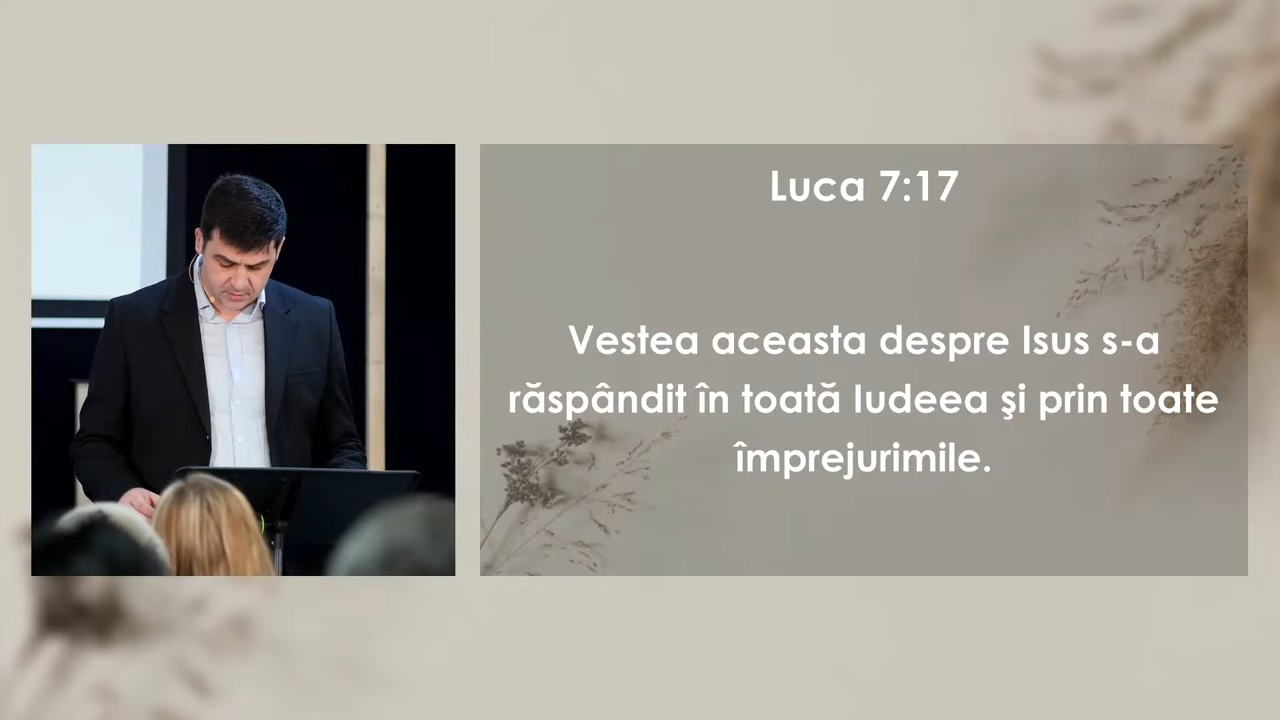 Luca 7:17
Vestea aceasta despre Isus s-a
răspândit în toată Iudeea şi prin toate
împrejurimile.